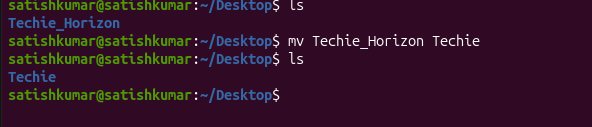 satishkumar@satishkumar:~/Desktop$ ls
Techie_Horizon
satishkumar@satishkumar:~/Desktop$ mv Techie_Horizon Techie
satishkumar@satishkumar:~/Desktop$ ls
Techie
satishkumar@satishkumar:~/Desktop$